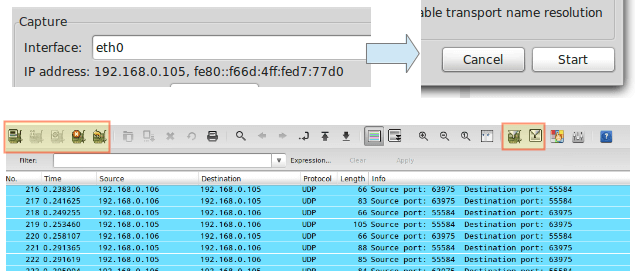 Capture
able transport name resolution
Interface: eth0
IP address: 192.168.0.105, fe80::f66d:4ff:fed7:77d0
Cancel Start
Filter: Expression... Clear Apply
No. Time Source Destination Protocol Length Info
216 0.238306 192.168.0.106 192.168.0.105 UDP 66 Source port: 63975 Destination port: 55584
217 0.241625 192.168.0.106 192.168.0.105 UDP 83 Source port: 63975 Destination port: 55584
218 0.249255 192.168.0.105 192.168.0.106 UDP 66 Source port: 55584 Destination port: 63975
219 0.253460 192.168.0.105 192.168.0.106 UDP 105 Source port: 55584 Destination port: 63975
220 0.258107 192.168.0.106 192.168.0.105 UDP 66 Source port: 63975 Destination port: 55584
221 0.291365 192.168.0.106 192.168.0.105 UDP 88 Source port: 63975 Destination port: 55584
222 0.291619 192.168.0.105 192.168.0.106 UDP 85 Source port: 55584 Destination port: 63975